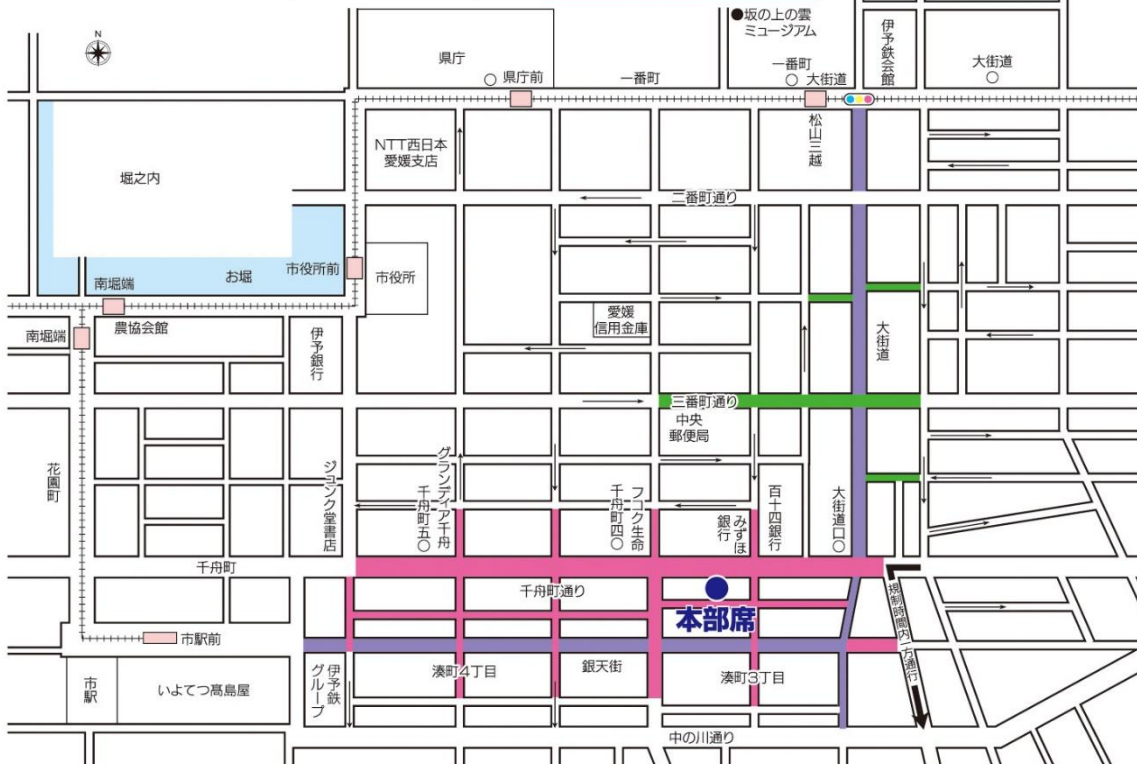 N
坂の上の雲
ミュージアム
伊予鉄会館
県庁
県庁前
一番町
一番町
大街道
大街道
NTT西日本
愛媛支店
松山三越
堀之内
二番町通り
市役所前
市役所
お堀
南堀端
南堀端
農協会館
伊予銀行
愛媛
信用金庫
大街道
三番町通り
中央
郵便局
花園町
ジュンク堂書店
グランディア千舟
千舟町五
フコク生命
千舟町四
みずほ
銀行
百十四銀行
大街道口
千舟町
千舟町通り
本部席
規制時間内一方通行
市駅前
市駅
いよてつ髙島屋
伊予鉄
グループ
湊町4丁目
銀天街
湊町3丁目
中の川通り